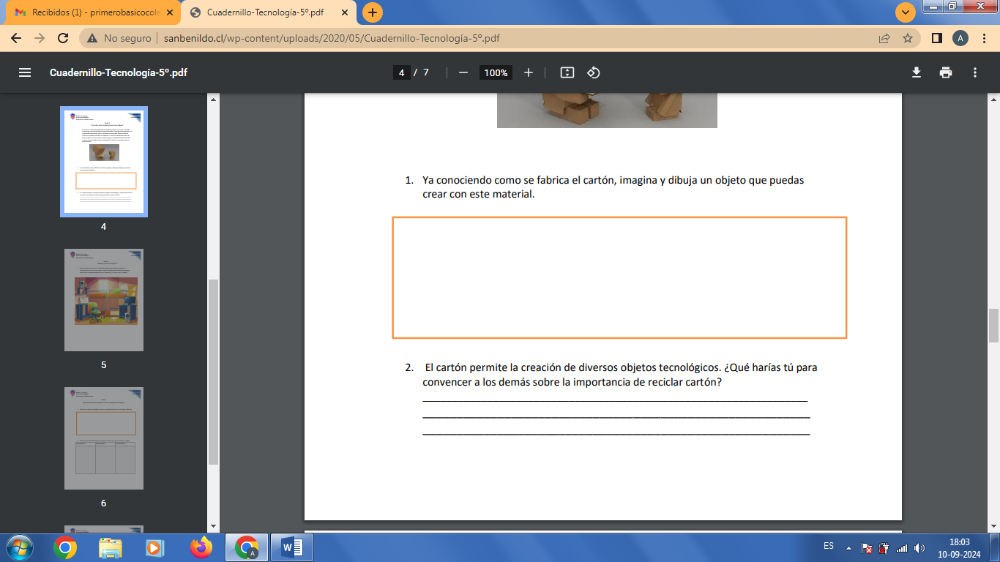 Recibidos (1) - primerobasicocole
Cuadernillo-Tecnología-5º.pdf
No seguro
sanbenildo.cl/wp-content/uploads/2020/05/Cuadernillo-Tecnología-5º.pdf
A
Cuadernillo-Tecnología-5º.pdf
4 / 7
100%
4
5
6
1. Ya conociendo como se fabrica el cartón, imagina y dibuja un objeto que puedas
crear con este material.
2. El cartón permite la creación de diversos objetos tecnológicos. ¿Qué harías tú para
convencer a los demás sobre la importancia de reciclar cartón?
A
W
ES
18:03
10-09-2024